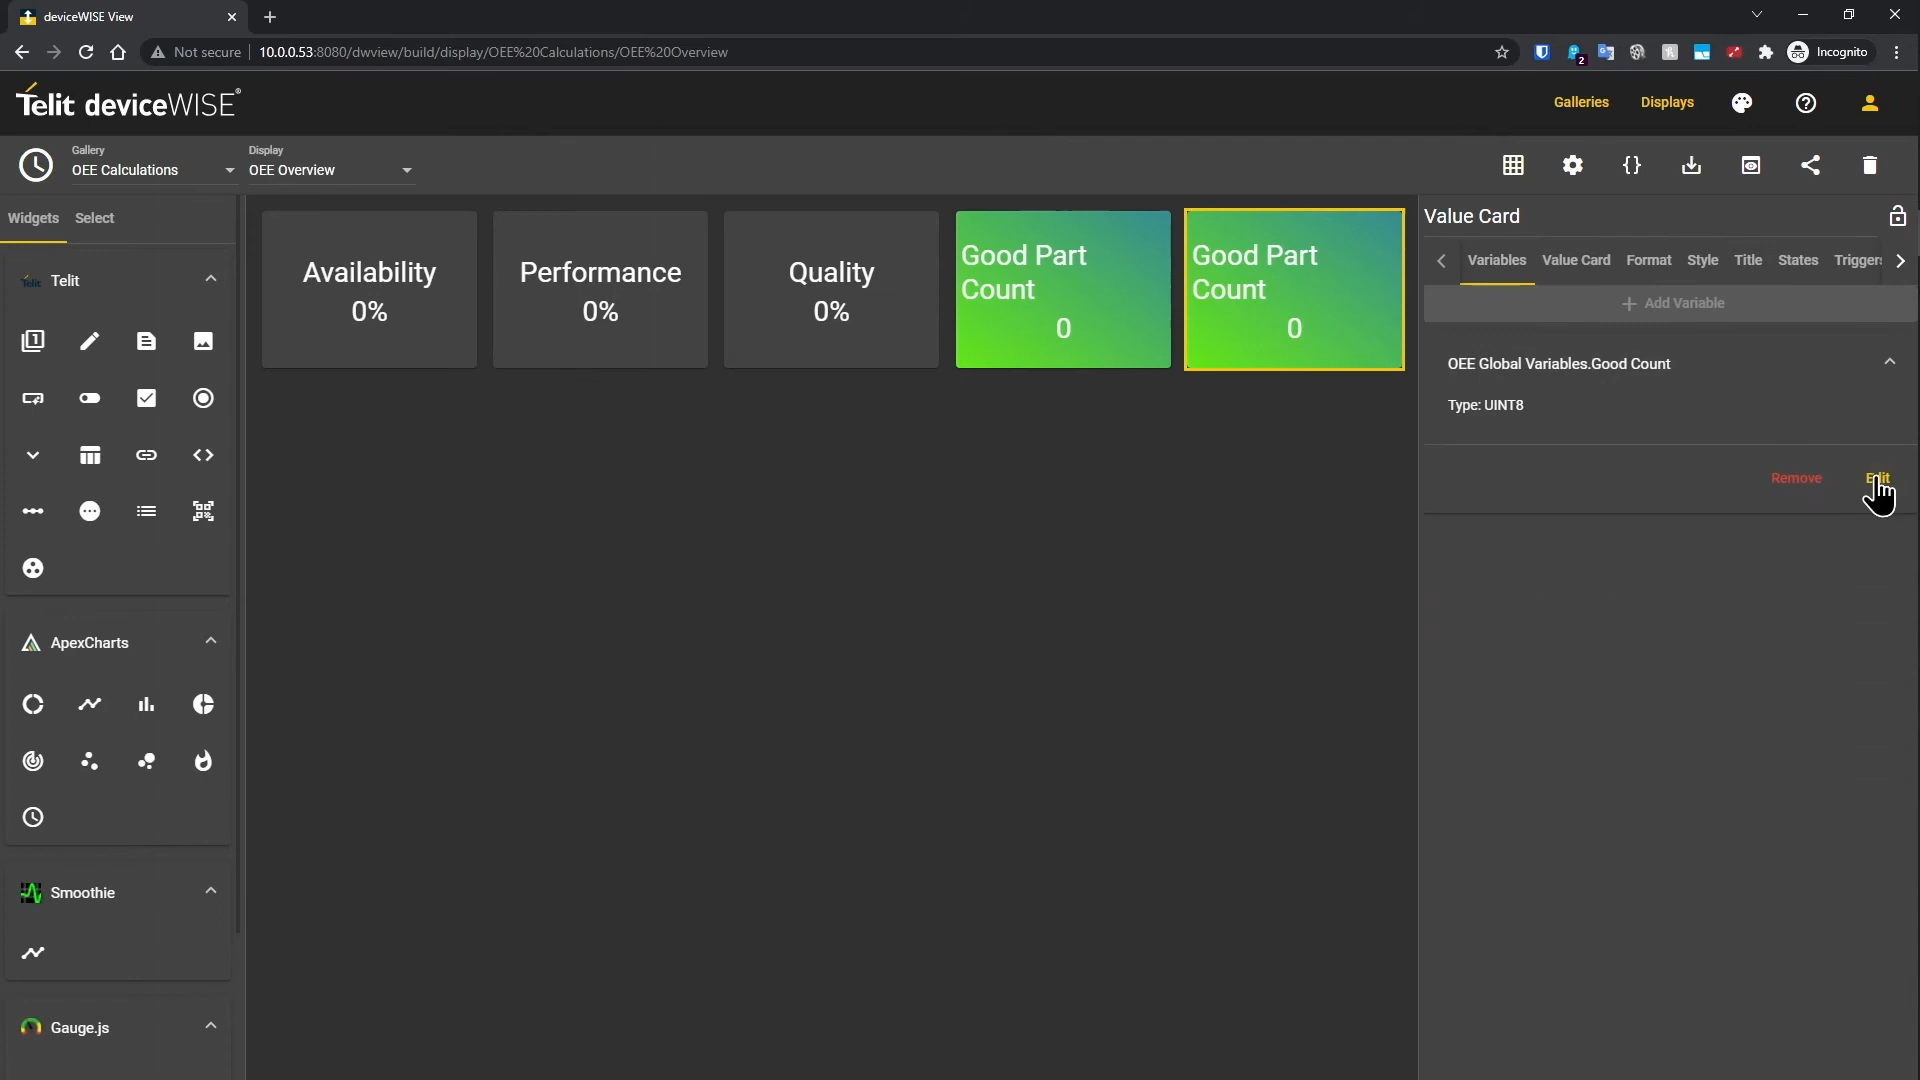 deviceWISE View
Not secure
10.0.0.53:8080/dwview/build/display/OEE%20Calculations/OEE%20Overview
2
Incognito
Telit deviceWISE
Galleries
Displays
Gallery
OEE Calculations
Display
OEE Overview
Widgets
Select
Telit
ApexCharts
Smoothie
Gauge.js
Availability
0%
Performance
0%
Quality
0%
Good Part
Count
0
Good Part
Count
0
Value Card
Variables
Value Card
Format
Style
Title
States
Triggers
Add Variable
OEE Global Variables.Good Count
Type: UINT8
Remove
Edit